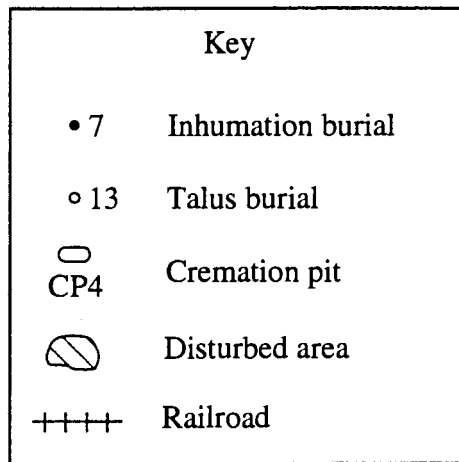 Key
7 Inhumation burial
13 Talus burial
CP4 Cremation pit
Disturbed area
Railroad